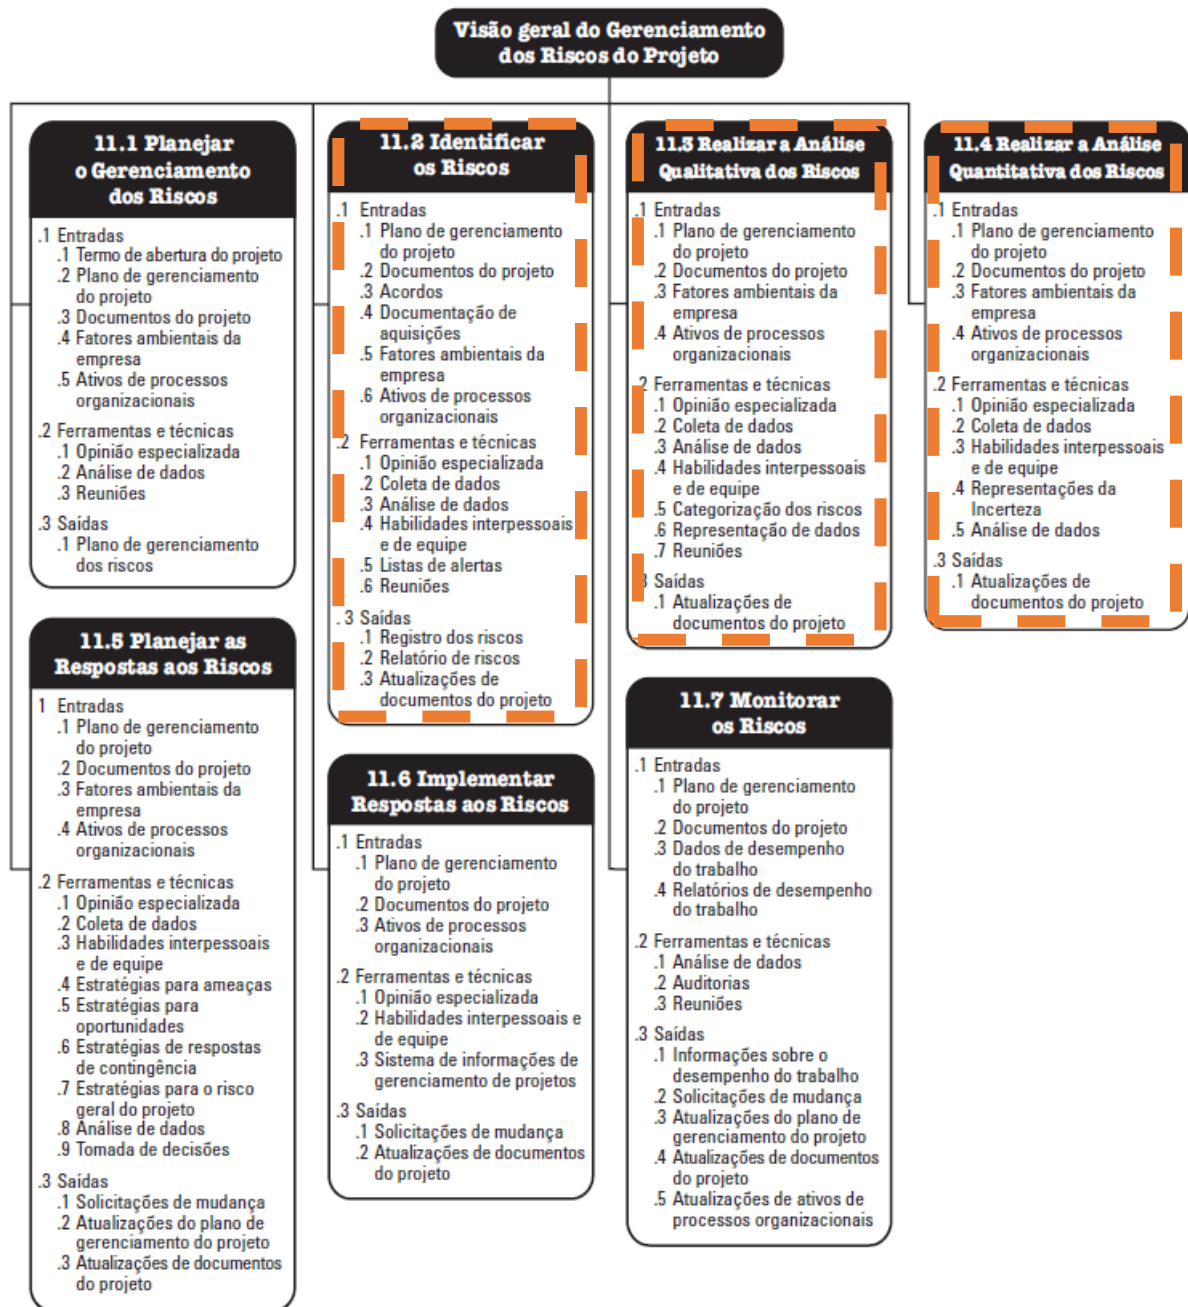 Visão geral do Gerenciamento
dos Riscos do Projeto
11.1 Planejar
o Gerenciamento
dos Riscos
.1 Entradas
.1 Termo de abertura do projeto
.2 Plano de gerenciamento
do projeto
.3 Documentos do projeto
.4 Fatores ambientais da
empresa
.5 Ativos de processos
organizacionais
.2 Ferramentas e técnicas
.1 Opinião especializada
.2 Análise de dados
.3 Reuniões
.3 Saídas
.1 Plano de gerenciamento
dos riscos
11.2 Identificar
os Riscos
.1 Entradas
.1 Plano de gerenciamento
do projeto
.2 Documentos do projeto
.3 Acordos
.4 Documentação de
aquisições
.5 Fatores ambientais da
empresa
.6 Ativos de processos
organizacionais
.2 Ferramentas e técnicas
.1 Opinião especializada
.2 Coleta de dados
.3 Análise de dados
.4 Habilidades interpessoais
e de equipe
.5 Listas de alertas
.6 Reuniões
. 3 Saídas
.1 Registro dos riscos
.2 Relatório de riscos
.3 Atualizações de
documentos do projeto
11.3 Realizar a Análise
Qualitativa dos Riscos
.1 Entradas
.1 Plano de gerenciamento
do projeto
.2 Documentos do projeto
.3 Fatores ambientais da
empresa
.4 Ativos de processos
organizacionais
.2 Ferramentas e técnicas
.1 Opinião especializada
.2 Coleta de dados
.3 Análise de dados
.4 Habilidades interpessoais
e de equipe
.5 Categorização dos riscos
.6 Representação de dados
.7 Reuniões
Saídas
.1 Atualizações de
documentos do projeto
11.4 Realizar a Análise
Quantitativa dos Riscos
.1 Entradas
.1 Plano de gerenciamento
do projeto
.2 Documentos do projeto
.3 Fatores ambientais da
empresa
.4 Ativos de processos
organizacionais
.2 Ferramentas e técnicas
.1 Opinião especializada
.2 Coleta de dados
.3 Habilidades interpessoais
e de equipe
.4 Representações da
Incerteza
.5 Análise de dados
.3 Saídas
.1 Atualizações de
documentos do projeto
11.5 Planejar as
Respostas aos Riscos
1 Entradas
.1 Plano de gerenciamento
do projeto
.2 Documentos do projeto
.3 Fatores ambientais da
empresa
.4 Ativos de processos
organizacionais
.2 Ferramentas e técnicas
.1 Opinião especializada
.2 Coleta de dados
.3 Habilidades interpessoais
e de equipe
.4 Estratégias para ameaças
.5 Estratégias para
oportunidades
.6 Estratégias de respostas
de contingência
.7 Estratégias para o risco
geral do projeto
.8 Análise de dados
.9 Tomada de decisões
.3 Saídas
.1 Solicitações de mudança
.2 Atualizações do plano de
gerenciamento do projeto
.3 Atualizações de documentos
do projeto
11.6 Implementar
Respostas aos Riscos
.1 Entradas
.1 Plano de gerenciamento
do projeto
.2 Documentos do projeto
.3 Ativos de processos
organizacionais
.2 Ferramentas e técnicas
.1 Opinião especializada
.2 Habilidades interpessoais e
de equipe
.3 Sistema de informações de
gerenciamento de projetos
.3 Saídas
.1 Solicitações de mudança
.2 Atualizações de documentos
do projeto
11.7 Monitorar
os Riscos
.1 Entradas
.1 Plano de gerenciamento
do projeto
.2 Documentos do projeto
.3 Dados de desempenho
do trabalho
.4 Relatórios de desempenho
do trabalho
.2 Ferramentas e técnicas
.1 Análise de dados
.2 Auditorias
.3 Reuniões
.3 Saídas
.1 Informações sobre o
desempenho do trabalho
.2 Solicitações de mudança
.3 Atualizações do plano de
gerenciamento do projeto
.4 Atualizações de documentos
do projeto
.5 Atualizações de ativos de
processos organizacionais